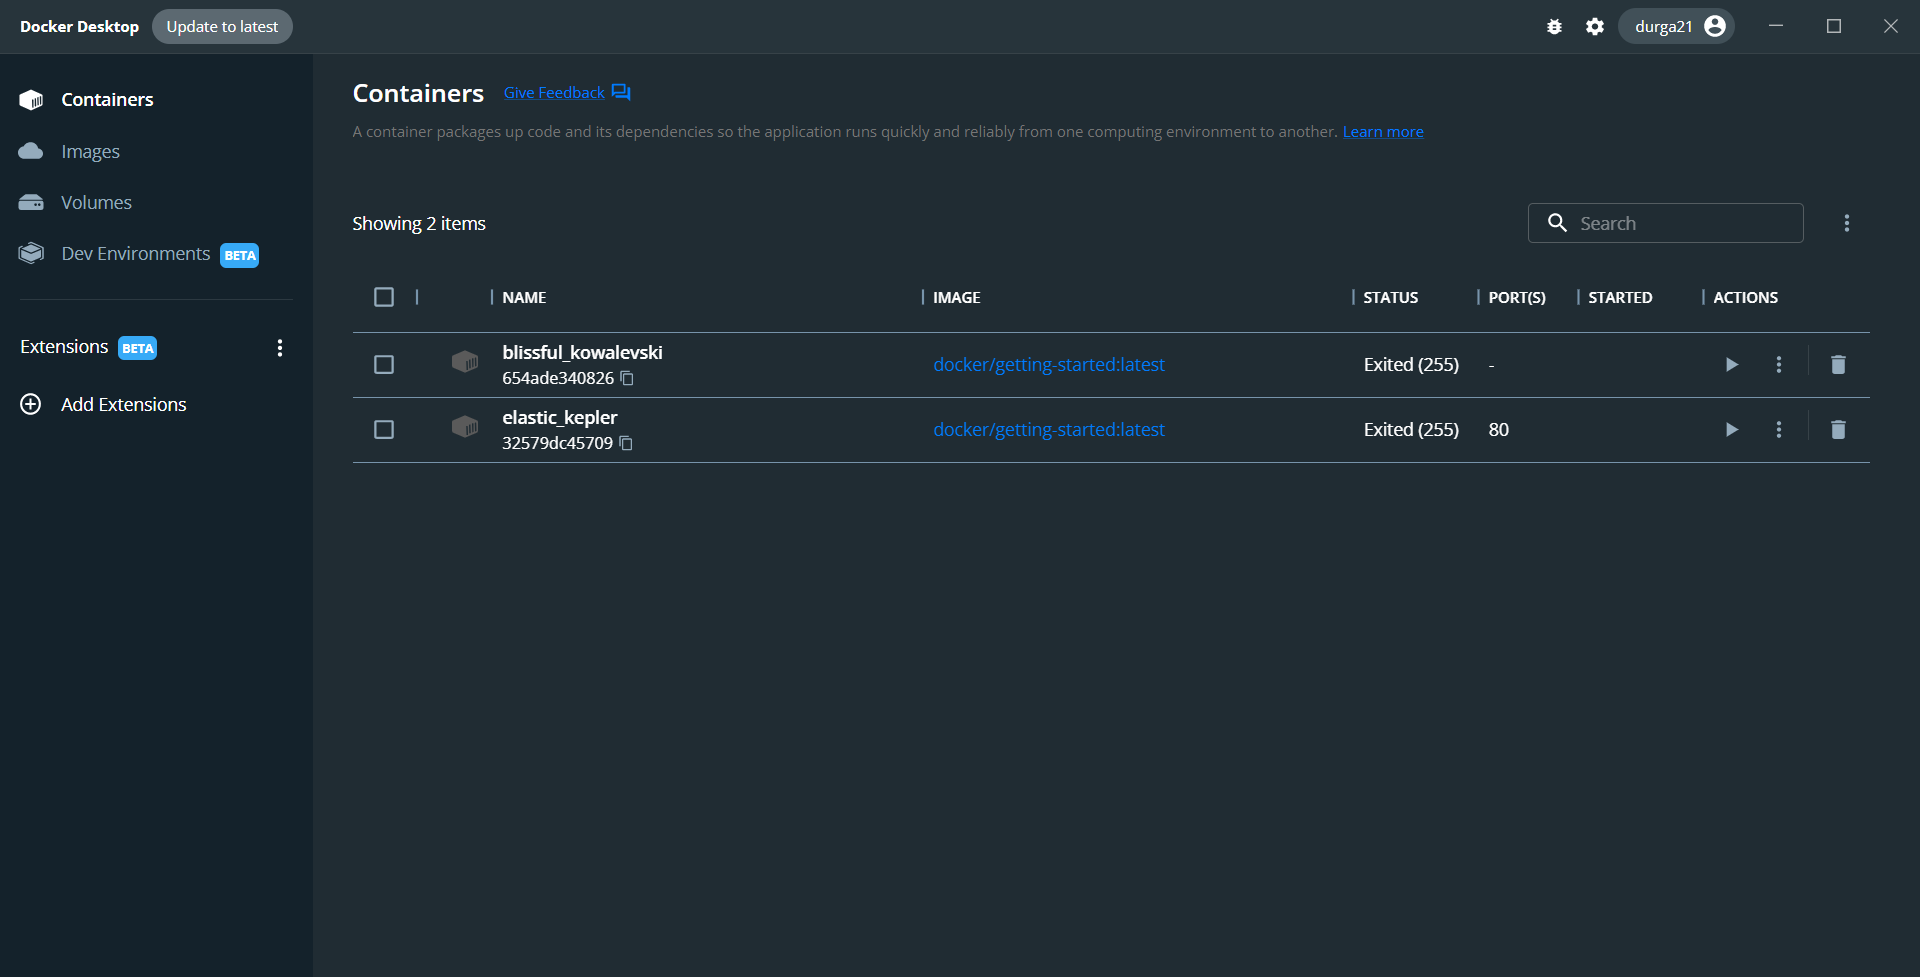 Docker Desktop Update to latest durga21
Containers
Images
Volumes
Dev Environments BETA
Extensions BETA
Add Extensions
Containers Give Feedback
A container packages up code and its dependencies so the application runs quickly and reliably from one computing environment to another. Learn more
Showing 2 items Search
NAME IMAGE STATUS PORT(S) STARTED ACTIONS
blissful_kowalevski
654ade340826 docker/getting-started:latest Exited (255) -
elastic_kepler
32579dc45709 docker/getting-started:latest Exited (255) 80